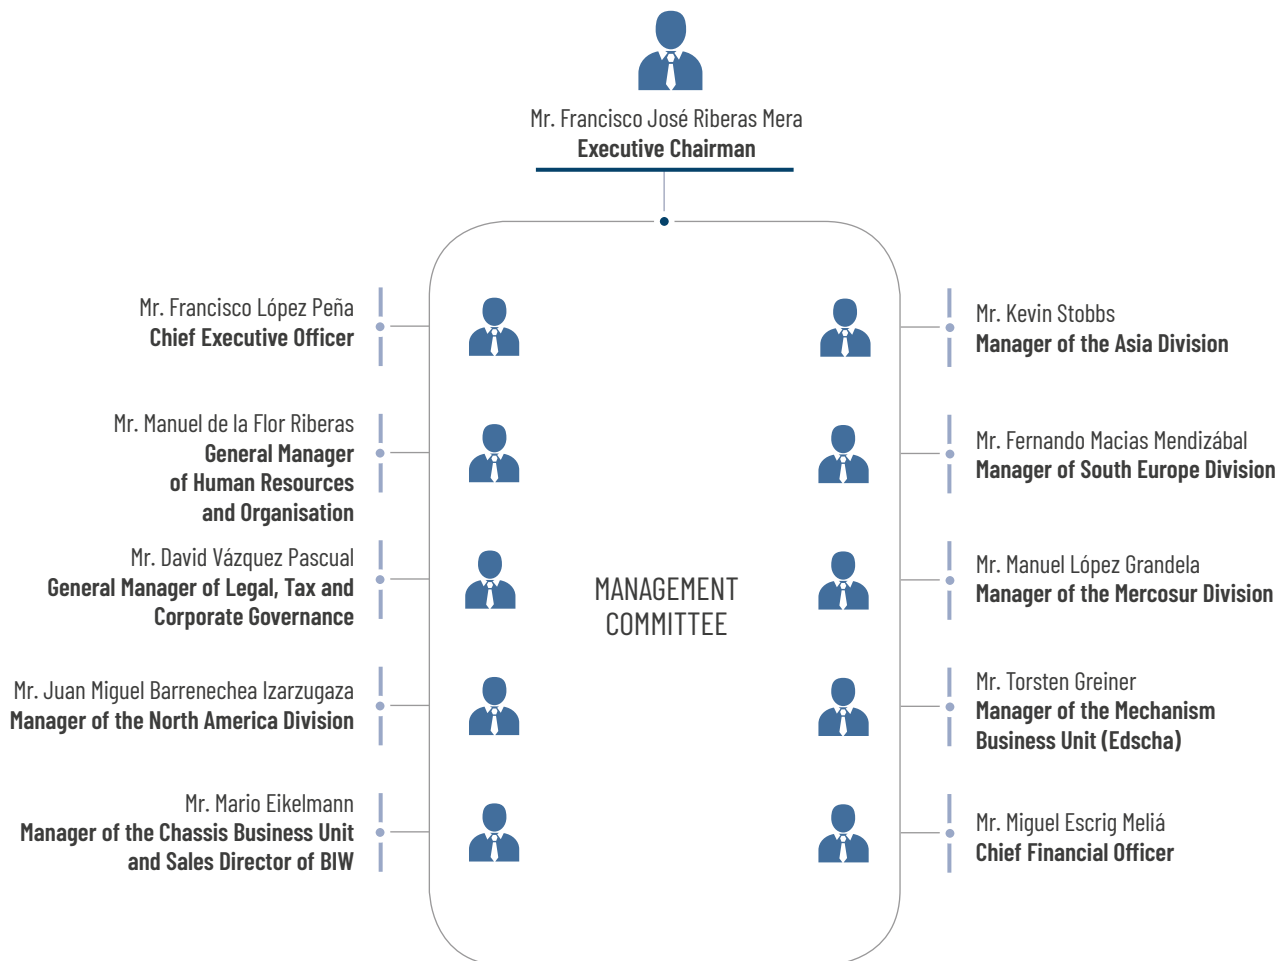 Mr. Francisco José Riberas Mera
Executive Chairman
Mr. Francisco López Peña
Chief Executive Officer
Mr. Manuel de la Flor Riberas
General Manager
of Human Resources
and Organisation
Mr. David Vázquez Pascual
General Manager of Legal, Tax and
Corporate Governance
Mr. Juan Miguel Barrenechea Izarzugaza
Manager of the North America Division
Mr. Mario Eikelmann
Manager of the Chassis Business Unit
and Sales Director of BIW
MANAGEMENT
COMMITTEE
Mr. Kevin Stobbs
Manager of the Asia Division
Mr. Fernando Macias Mendizábal
Manager of South Europe Division
Mr. Manuel López Grandela
Manager of the Mercosur Division
Mr. Torsten Greiner
Manager of the Mechanism
Business Unit (Edscha)
Mr. Miguel Escrig Meliá
Chief Financial Officer